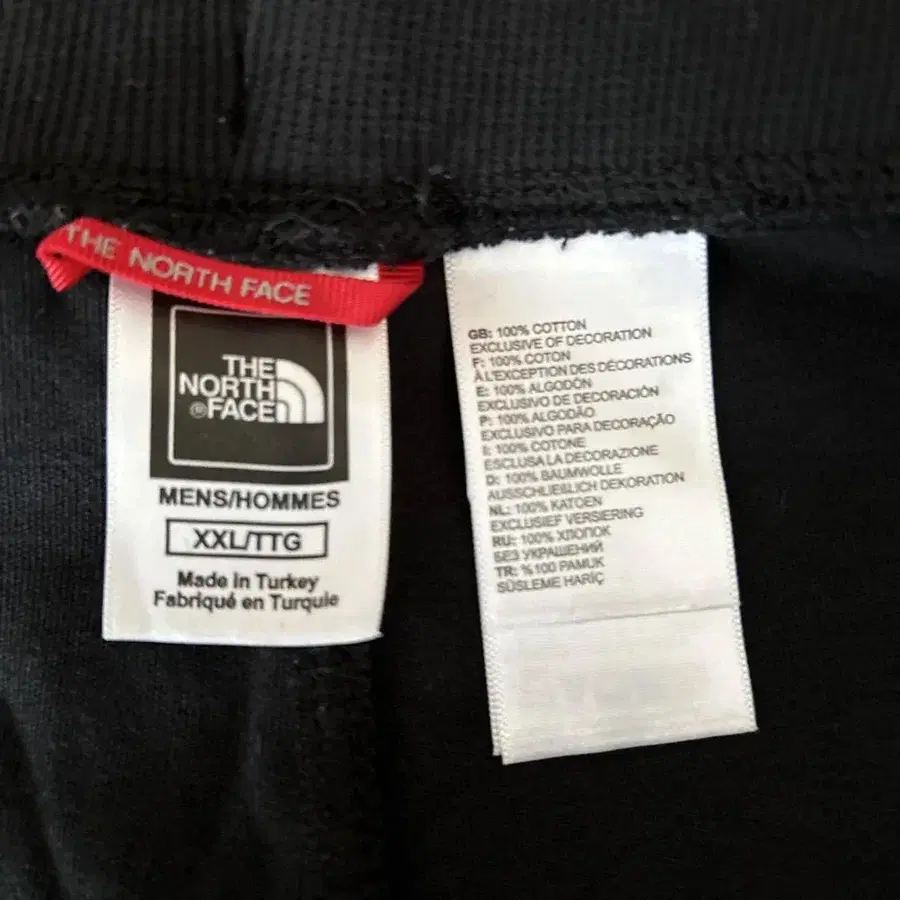 THE NORTH FACE
THE
NORTH
®FACE
MENS/HOMMES
XXL/TTG
Made in Turkey
Fabriqué en Turquie
GB: 100% COTTON
EXCLUSIVE OF DECORATION
F: 100% COTON
À L'EXCEPTION DES DÉCORATIONS
E: 100% ALGODÓN
EXCLUSIVO DE DECORACIÓN
P: 100% ALGODÃO
EXCLUSIVO PARA DECORAÇÃO
I: 100% COTONE
ESCLUSA LA DECORAZIONE
D: 100% BAUMWOLLE
AUSSCHLIEßLICH DEKORATION
NL: 100% KATOEN
EXCLUSIEF VERSIERING
RU: 100% ХЛОПОК
БЕЗ УКРАШЕНИЙ
TR: %100 PAMUK
SÜSLEME HARİÇ